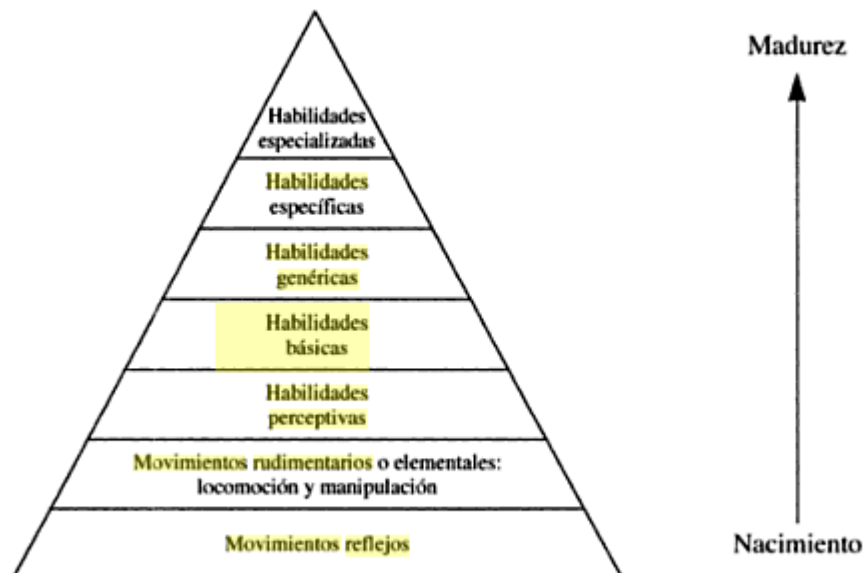 Madurez
Habilidades
especializadas
Habilidades
específicas
Habilidades
genéricas
Habilidades
básicas
Habilidades
perceptivas
Movimientos rudimentarios o elementales:
locomoción y manipulación
Movimientos reflejos
Nacimiento